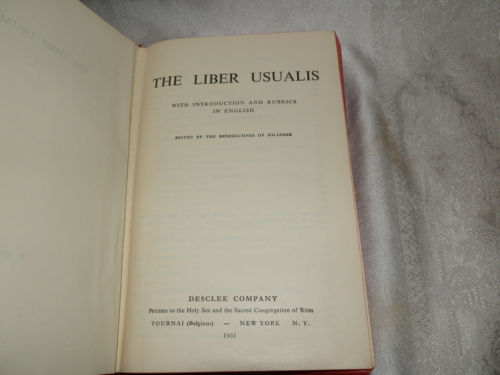 THE LIBER USUALIS
WITH INTRODUCTION AND RUBRICS
IN ENGLISH
EDITED BY THE BENEDICTINES OF SOLESMES
DESCLEE COMPANY
Printers to the Holy See and the Sacred Congregation of Rites
TOURNAI (Belgium) — NEW YORK N. Y.
1961